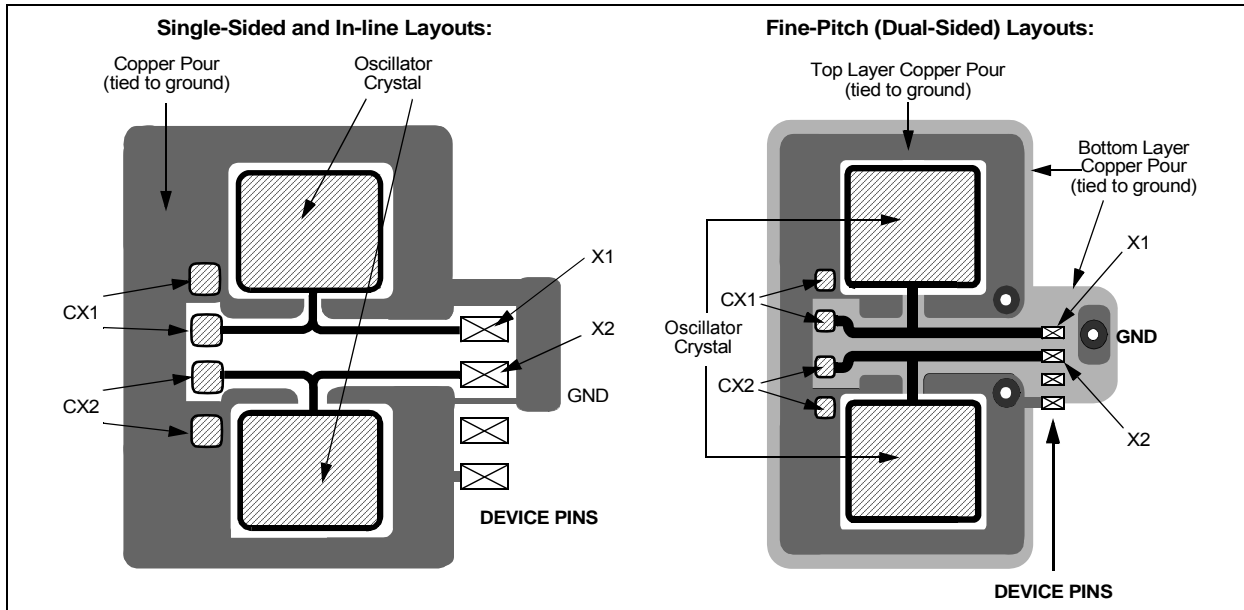 Single-Sided and In-line Layouts:
Copper Pour
(tied to ground)
Oscillator
Crystal
X1
CX1
X2
CX2
GND
DEVICE PINS
Fine-Pitch (Dual-Sided) Layouts:
Top Layer Copper Pour
(tied to ground)
Bottom Layer
Copper Pour
(tied to ground)
X1
CX1
Oscillator
Crystal
GND
CX2
X2
DEVICE PINS